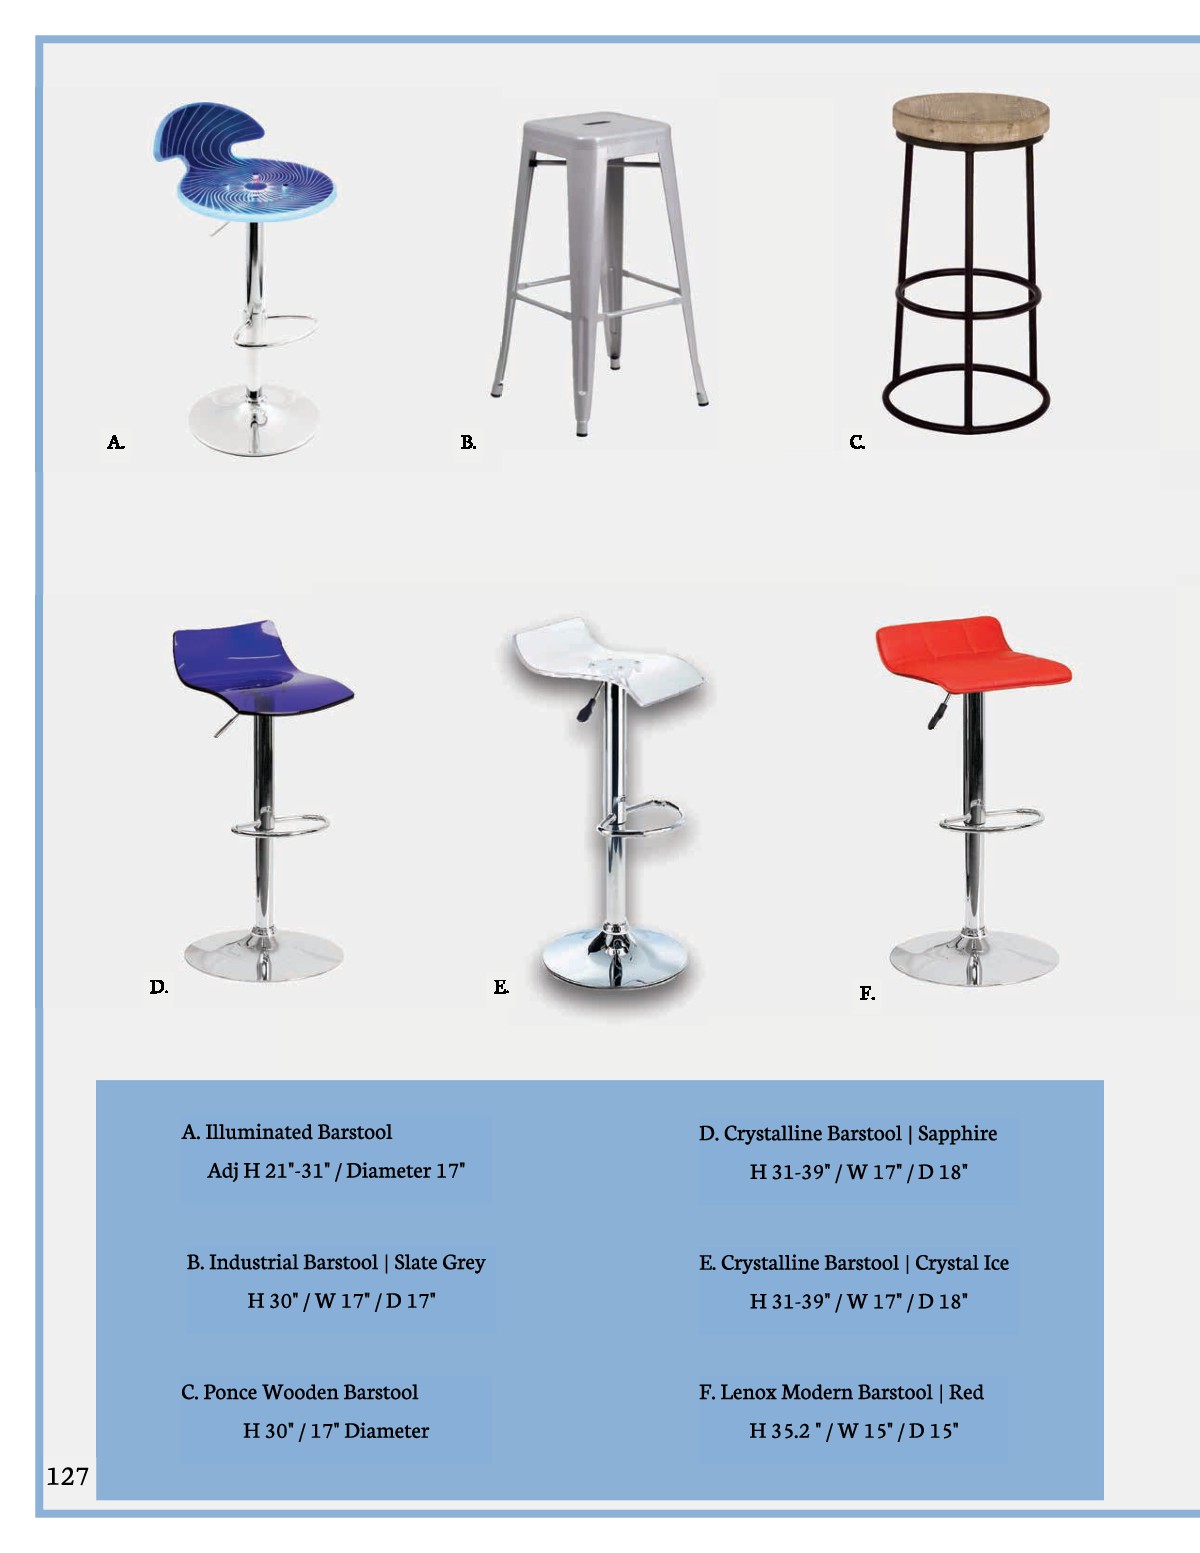 A.
B.
C.
D.
E.
F.
A. Illuminated Barstool
Adj H 21"-31" / Diameter 17"
B. Industrial Barstool | Slate Grey
H 30" / W 17" / D 17"
C. Ponce Wooden Barstool
H 30" / 17" Diameter
D. Crystalline Barstool | Sapphire
H 31-39" / W 17" / D 18"
E. Crystalline Barstool | Crystal Ice
H 31-39" / W 17" / D 18"
F. Lenox Modern Barstool | Red
H 35.2 " / W 15" / D 15"
127